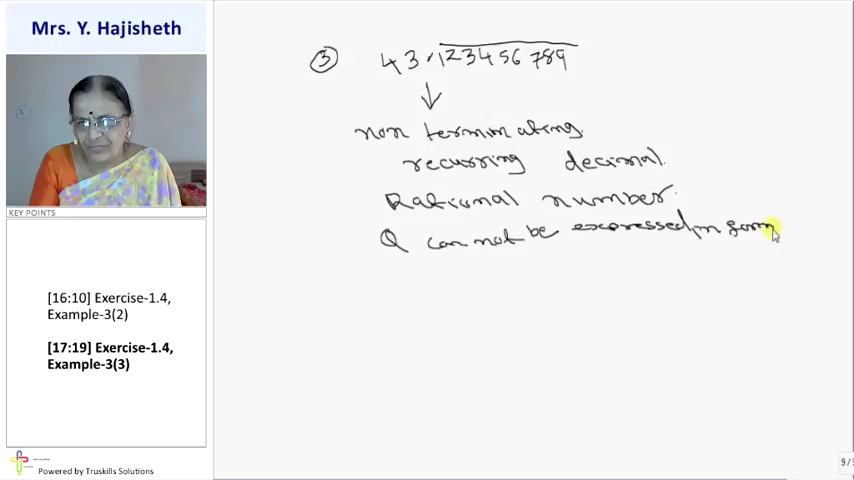 Mrs. Y. Hajisheth
KEY POINTS
[16:10] Exercise-1.4,
Example-3(2)
[17:19] Exercise-1.4,
Example-3(3)
Powered by Truskills Solutions
③ 43.123456789
non terminating
recurring decimal
Rational number
Q can not be expressed in form
9/9